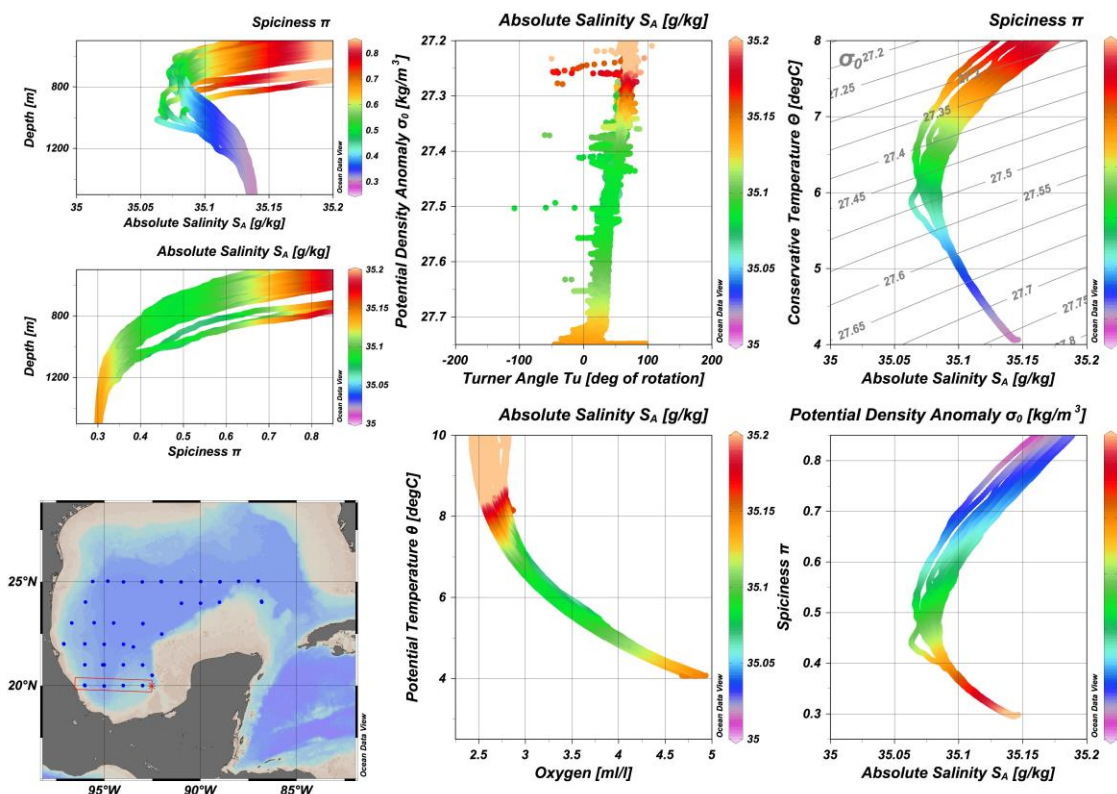 Spiciness π
Depth [m]
800
1200
35
35.05
35.1
35.15
35.2
Absolute Salinity S_A [g/kg]
0.8
0.7
0.6
0.5
0.4
0.3
Ocean Data View
Absolute Salinity S_A [g/kg]
Depth [m]
800
1200
0.3
0.4
0.5
0.6
0.7
0.8
Spiciness π
35.2
35.15
35.1
35.05
35
Ocean Data View
25°N
20°N
95°W
90°W
85°W
Ocean Data View
Absolute Salinity S_A [g/kg]
Potential Density Anomaly σ₀ [kg/m³]
27.2
27.3
27.4
27.5
27.6
27.7
-200
-100
0
100
200
Turner Angle Tu [deg of rotation]
35.2
35.15
35.1
35.05
35
Ocean Data View
Absolute Salinity S_A [g/kg]
Potential Temperature θ [degC]
10
8
6
4
2.5
3
3.5
4
4.5
5
Oxygen [ml/l]
35.2
35.15
35.1
35.05
35
Ocean Data View
Spiciness π
Conservative Temperature Θ [degC]
8
7
6
5
4
σ₀
27.2
27.25
27.35
27.4
27.45
27.5
27.55
27.6
27.65
27.7
27.75
27.8
35
35.05
35.1
35.15
35.2
Absolute Salinity S_A [g/kg]
Ocean Data View
Potential Density Anomaly σ₀ [kg/m³]
Spiciness π
0.8
0.7
0.6
0.5
0.4
0.3
35
35.05
35.1
35.15
35.2
Absolute Salinity S_A [g/kg]
Ocean Data View